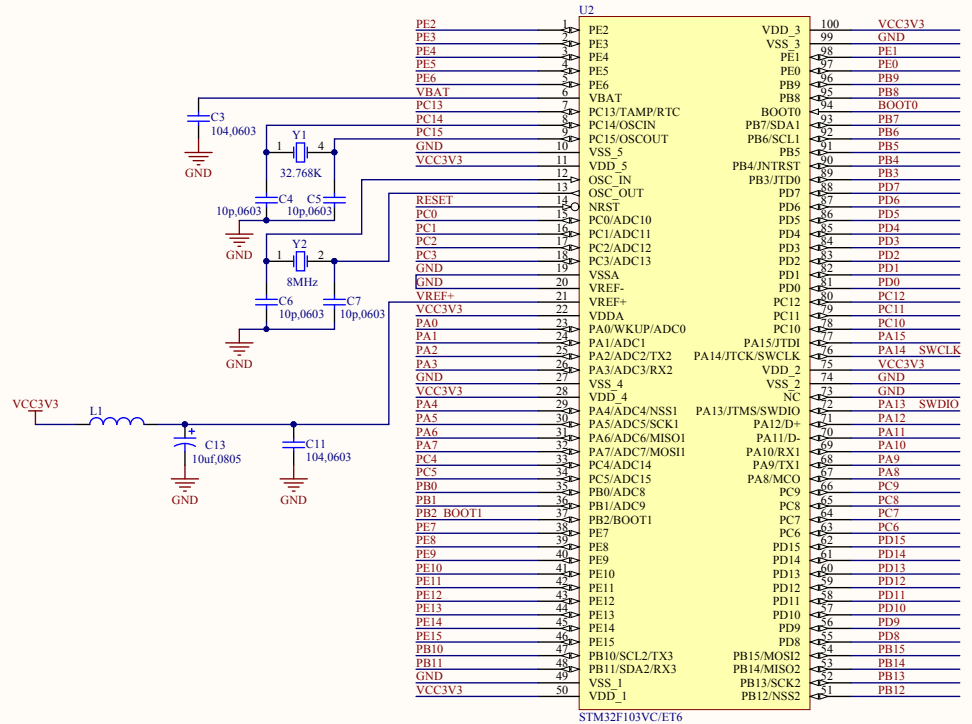 U2
PE2 1 PE2 VDD_3 100 VCC3V3
PE3 2 PE3 VSS_3 99 GND
PE4 3 PE4 PE1 98 PE1
PE5 4 PE5 PE0 97 PE0
PE6 5 PE6 PB9 96 PB9
VBAT 6 VBAT PB8 95 PB8
PC13 7 PC13/TAMP/RTC BOOT0 94 BOOT0
PC14 8 PC14/OSCIN PB7/SDA1 93 PB7
PC15 9 PC15/OSCOUT PB6/SCL1 92 PB6
GND 10 VSS_5 PB5 91 PB5
VCC3V3 11 VDD_5 PB4/JNTRST 90 PB4
12 OSC_IN PB3/JTD0 89 PB3
13 OSC_OUT PD7 88 PD7
RESET 14 NRST PD6 87 PD6
PC0 15 PC0/ADC10 PD5 86 PD5
PC1 16 PC1/ADC11 PD4 85 PD4
PC2 17 PC2/ADC12 PD3 84 PD3
PC3 18 PC3/ADC13 PD2 83 PD2
GND 19 VSSA PD1 82 PD1
GND 20 VREF- PD0 81 PD0
VREF+ 21 VREF+ PC12 80 PC12
VCC3V3 22 VDDA PC11 79 PC11
PA0 23 PA0/WKUP/ADC0 PC10 78 PC10
PA1 24 PA1/ADC1 PA15/JTDI 77 PA15
PA2 25 PA2/ADC2/TX2 PA14/JTCK/SWCLK 76 PA14 SWCLK
PA3 26 PA3/ADC3/RX2 VDD_2 75 VCC3V3
GND 27 VSS_4 VSS_2 74 GND
VCC3V3 28 VDD_4 NC 73 GND
PA4 29 PA4/ADC4/NSS1 PA13/JTMS/SWDIO 72 PA13 SWDIO
PA5 30 PA5/ADC5/SCK1 PA12/D+ 71 PA12
PA6 31 PA6/ADC6/MISO1 PA11/D- 70 PA11
PA7 32 PA7/ADC7/MOSI1 PA10/RX1 69 PA10
PC4 33 PC4/ADC14 PA9/TX1 68 PA9
PC5 34 PC5/ADC15 PA8/MCO 67 PA8
PB0 35 PB0/ADC8 PC9 66 PC9
PB1 36 PB1/ADC9 PC8 65 PC8
PB2 BOOT1 37 PB2/BOOT1 PC7 64 PC7
PE7 38 PE7 PC6 63 PC6
PE8 39 PE8 PD15 62 PD15
PE9 40 PE9 PD14 61 PD14
PE10 41 PE10 PD13 60 PD13
PE11 42 PE11 PD12 59 PD12
PE12 43 PE12 PD11 58 PD11
PE13 44 PE13 PD10 57 PD10
PE14 45 PE14 PD9 56 PD9
PE15 46 PE15 PD8 55 PD8
PB10 47 PB10/SCL2/TX3 PB15/MOSI2 54 PB15
PB11 48 PB11/SDA2/RX3 PB14/MISO2 53 PB14
GND 49 VSS_1 PB13/SCK2 52 PB13
VCC3V3 50 VDD_1 PB12/NSS2 51 PB12
STM32F103VC/ET6
C3
104,0603
GND
Y1
1 4
32.768K
C4 C5
10p,0603 10p,0603
GND
Y2
1 2
8MHz
C6 C7
10p,0603 10p,0603
GND
VCC3V3
L1
C13
10uf,0805
GND
C11
104,0603
GND